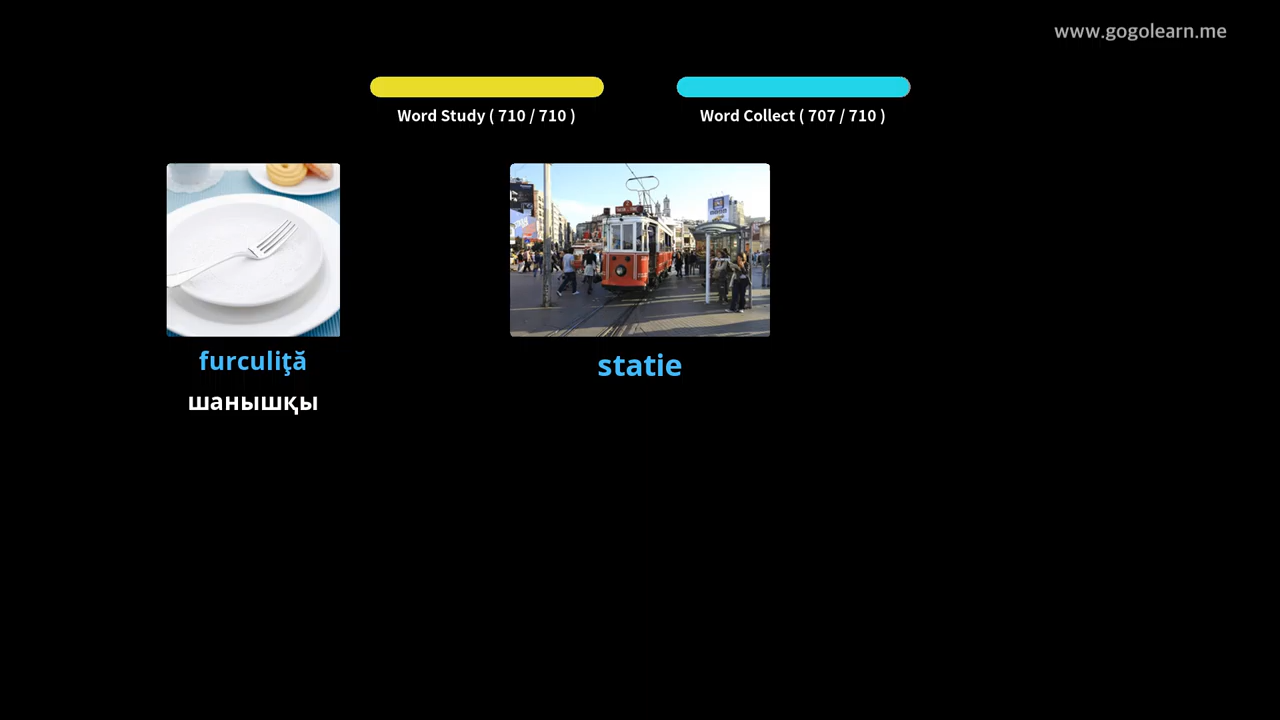 www.gogolearn.me
Word Study ( 710 / 710 )
Word Collect ( 707 / 710 )
furculiţă
шанышқы
statie